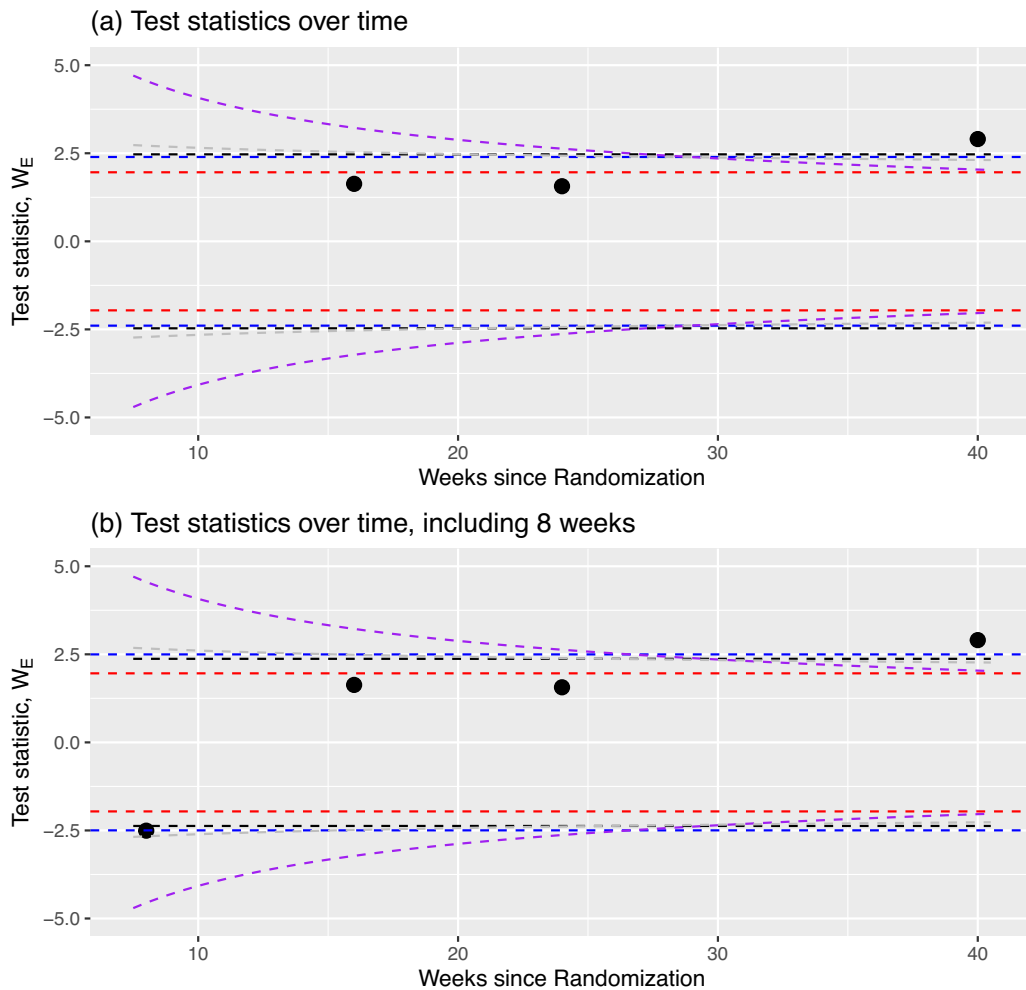 (a) Test statistics over time
Test statistic, W_E
5.0
2.5
0.0
−2.5
−5.0
10 20 30 40
Weeks since Randomization
(b) Test statistics over time, including 8 weeks
Test statistic, W_E
5.0
2.5
0.0
−2.5
−5.0
10 20 30 40
Weeks since Randomization